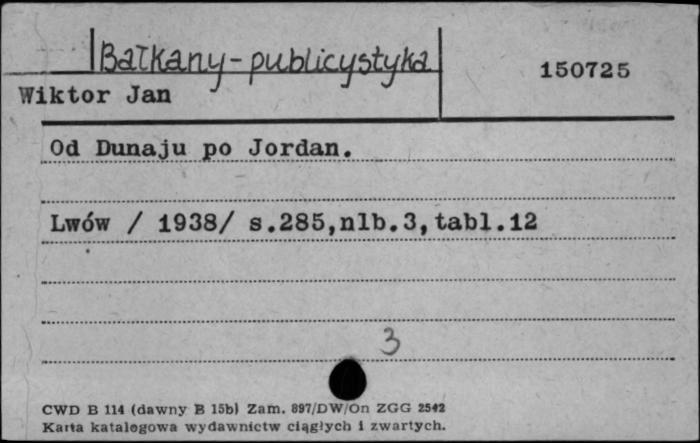 Bałkany - publicystyka
150725
Wiktor Jan
Od Dunaju po Jordan.
Lwów / 1938/ s.285,nlb.3,tabl.12
3
CWD B 114 (dawny B 15b) Zam. 897/DW/On ZGG 2542
Karta katalogowa wydawnictw ciągłych i zwartych.